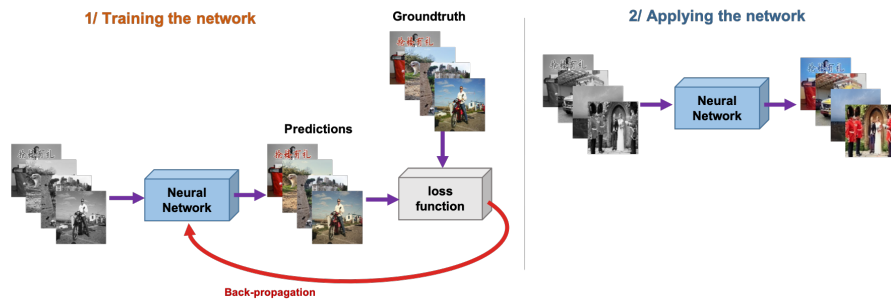 1/ Training the network
Groundtruth
Predictions
Neural
Network
loss
function
Back-propagation
2/ Applying the network
Neural
Network